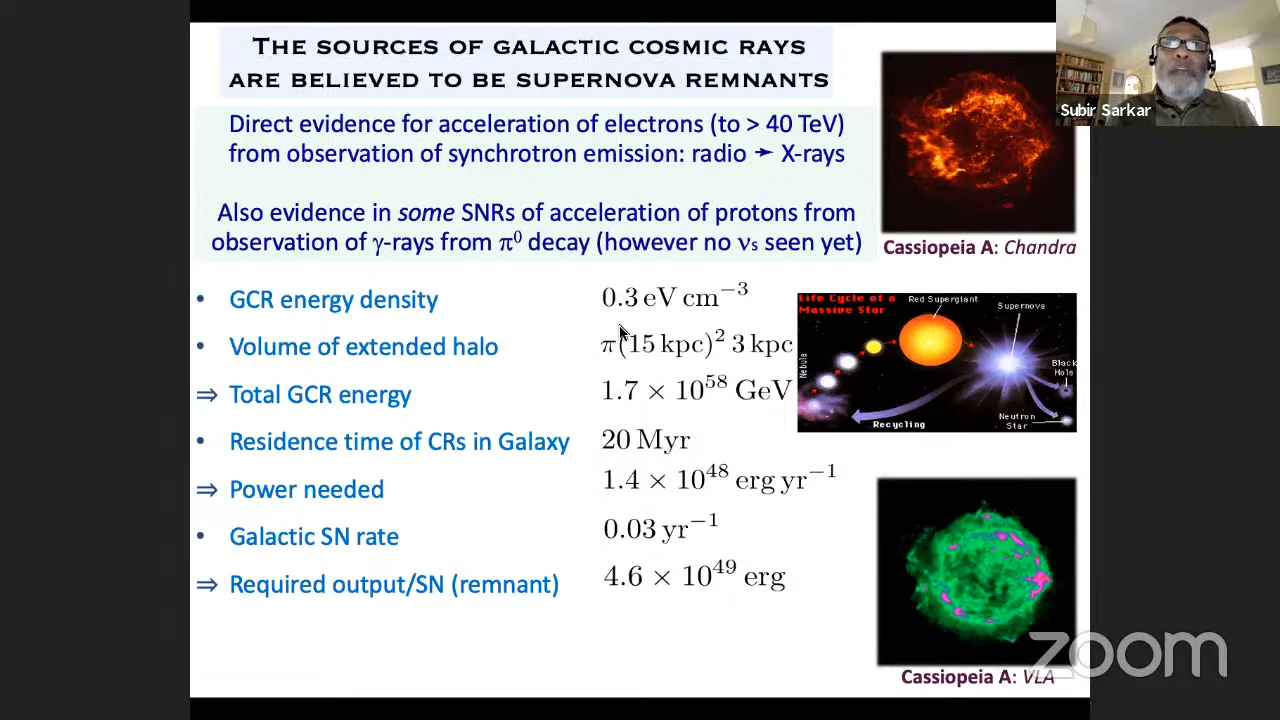 THE SOURCES OF GALACTIC COSMIC RAYS
ARE BELIEVED TO BE SUPERNOVA REMNANTS
Direct evidence for acceleration of electrons (to > 40 TeV)
from observation of synchrotron emission: radio → X-rays
Also evidence in some SNRs of acceleration of protons from
observation of γ-rays from π⁰ decay (however no νs seen yet)
• GCR energy density 0.3 eV cm⁻³
• Volume of extended halo π(15 kpc)² 3 kpc
⇒ Total GCR energy 1.7 × 10⁵⁸ GeV
• Residence time of CRs in Galaxy 20 Myr
⇒ Power needed 1.4 × 10⁴⁸ erg yr⁻¹
• Galactic SN rate 0.03 yr⁻¹
⇒ Required output/SN (remnant) 4.6 × 10⁴⁹ erg
Subir Sarkar
Cassiopeia A: Chandra
Life Cycle of a
Massive Star
Red Supergiant
Supernova
Nebula
Black
Hole
Neutron
Star
Recycling
Cassiopeia A: VLA
zoom